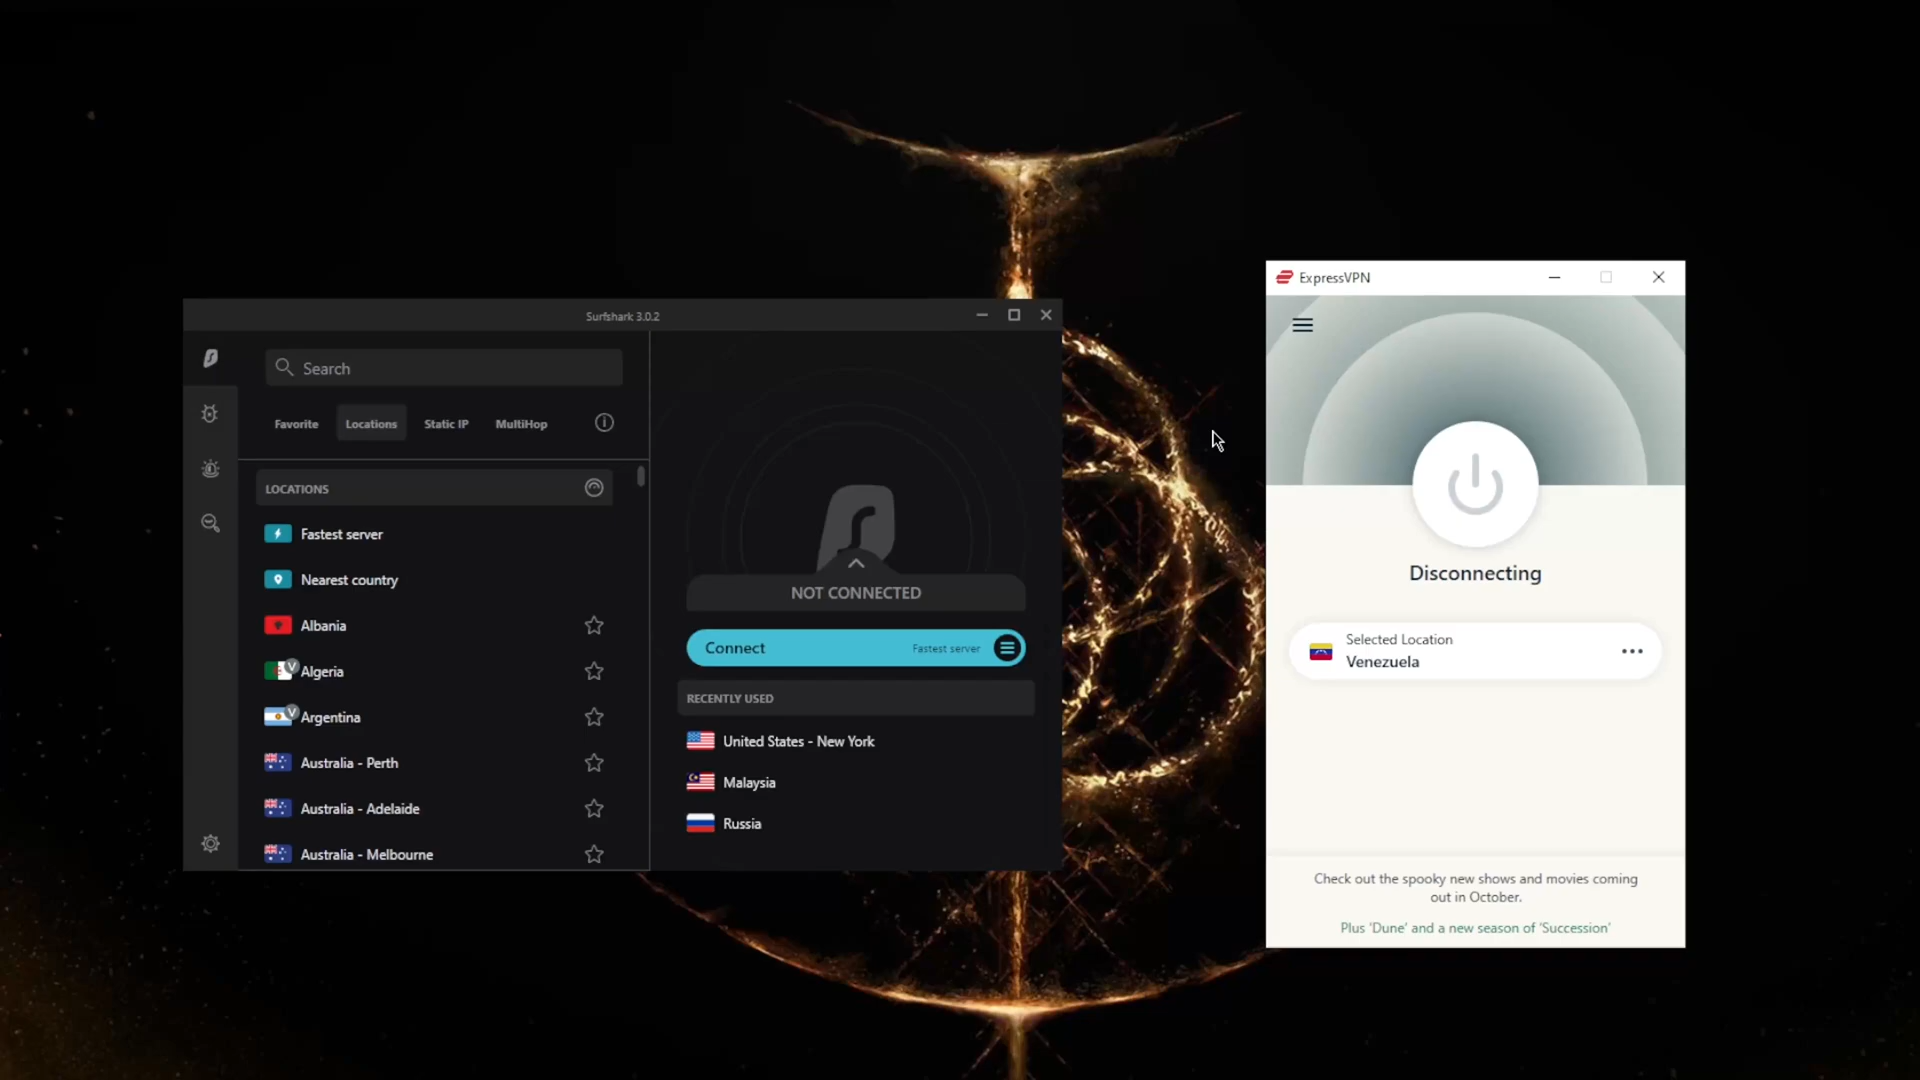 Surfshark 3.0.2
Search
Favorite
Locations
Static IP
MultiHop
LOCATIONS
Fastest server
Nearest country
Albania
V Algeria
V Argentina
Australia - Perth
Australia - Adelaide
Australia - Melbourne
NOT CONNECTED
Connect
Fastest server
RECENTLY USED
United States - New York
Malaysia
Russia
ExpressVPN
Disconnecting
Selected Location
Venezuela
Check out the spooky new shows and movies coming
out in October.
Plus 'Dune' and a new season of 'Succession'